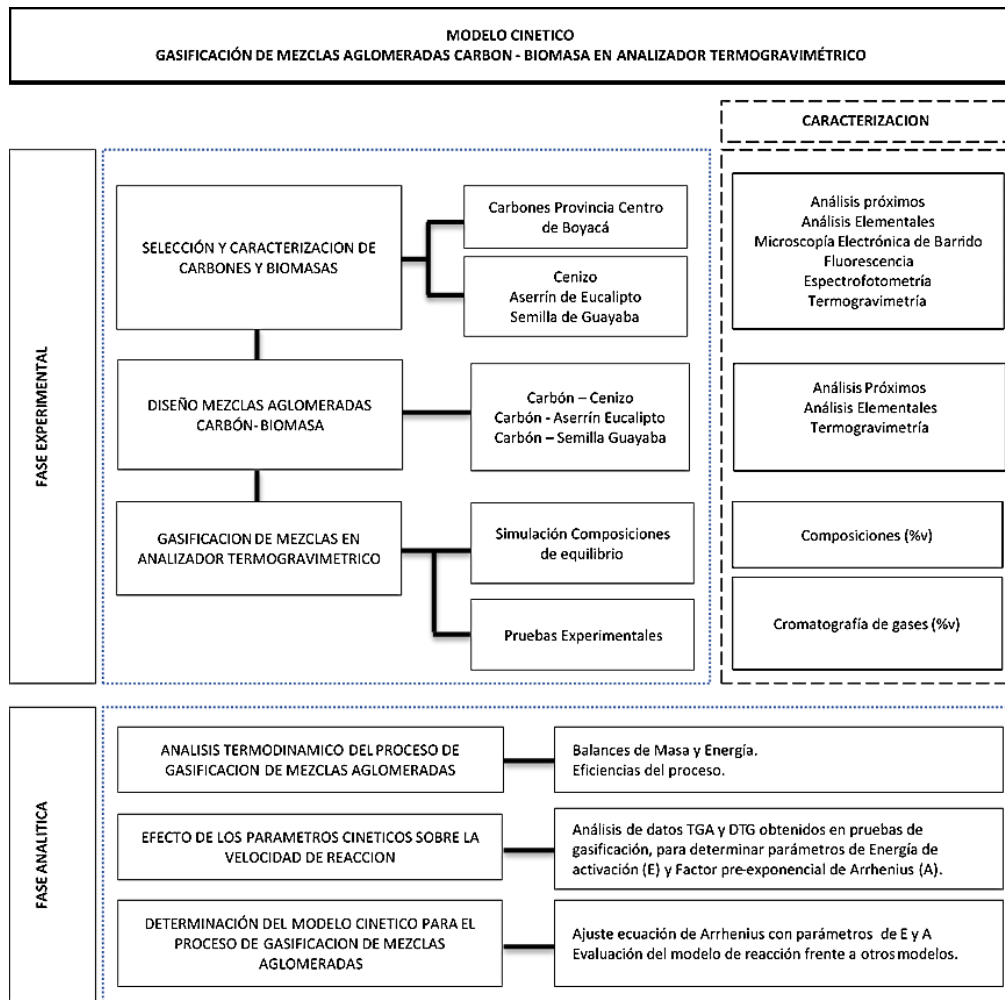 MODELO CINETICO
GASIFICACIÓN DE MEZCLAS AGLOMERADAS CARBON - BIOMASA EN ANALIZADOR TERMOGRAVIMÉTRICO
CARACTERIZACION
FASE EXPERIMENTAL
SELECCIÓN Y CARACTERIZACION DE
CARBONES Y BIOMASAS
Carbones Provincia Centro
de Boyacá
Cenizo
Aserrín de Eucalipto
Semilla de Guayaba
Análisis próximos
Análisis Elementales
Microscopía Electrónica de Barrido
Fluorescencia
Espectrofotometría
Termogravimetría
DISEÑO MEZCLAS AGLOMERADAS
CARBÓN- BIOMASA
Carbón – Cenizo
Carbón - Aserrín Eucalipto
Carbón – Semilla Guayaba
Análisis Próximos
Análisis Elementales
Termogravimetría
GASIFICACION DE MEZCLAS EN
ANALIZADOR TERMOGRAVIMETRICO
Simulación Composiciones
de equilibrio
Composiciones (%v)
Pruebas Experimentales
Cromatografía de gases (%v)
FASE ANALITICA
ANALISIS TERMODINAMICO DEL PROCESO DE
GASIFICACION DE MEZCLAS AGLOMERADAS
Balances de Masa y Energía.
Eficiencias del proceso.
EFECTO DE LOS PARAMETROS CINETICOS SOBRE LA
VELOCIDAD DE REACCION
Análisis de datos TGA y DTG obtenidos en pruebas de
gasificación, para determinar parámetros de Energía de
activación (E) y Factor pre-exponencial de Arrhenius (A).
DETERMINACIÓN DEL MODELO CINETICO PARA EL
PROCESO DE GASIFICACION DE MEZCLAS
AGLOMERADAS
Ajuste ecuación de Arrhenius con parámetros de E y A
Evaluación del modelo de reacción frente a otros modelos.